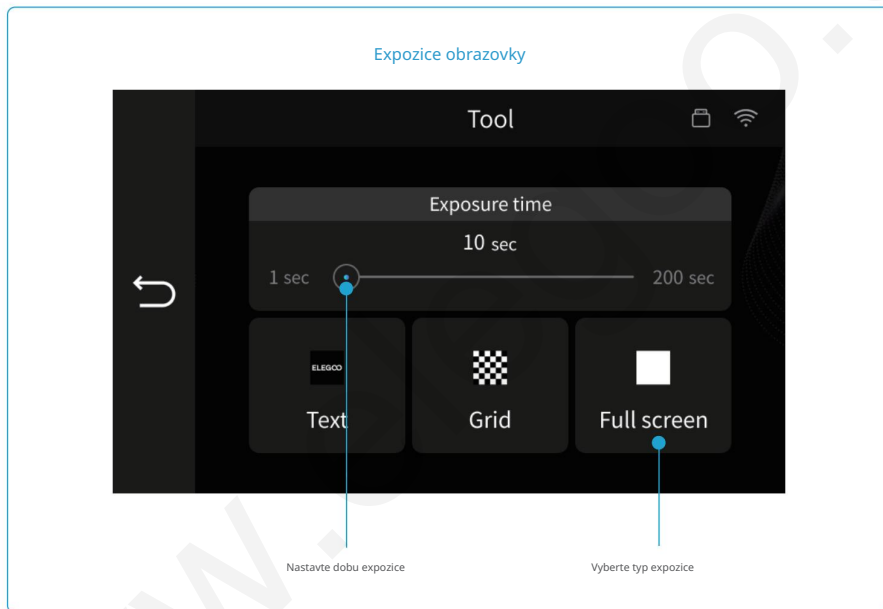 Expozice obrazovky
Tool
Exposure time
10 sec
1 sec 200 sec
ELEGOO
Text Grid Full screen
Nastavte dobu expozice Vyberte typ expozice